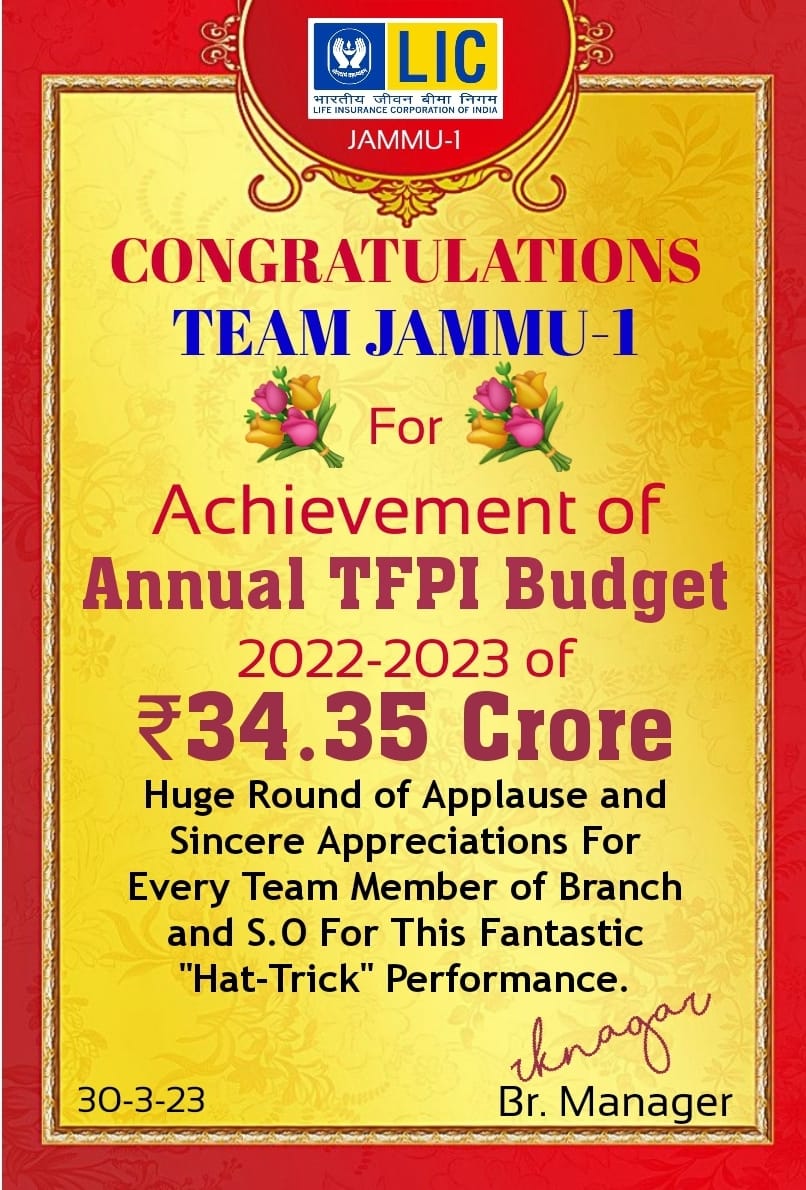 LIC
भारतीय जीवन बीमा निगम
LIFE INSURANCE CORPORATION OF INDIA
JAMMU-1
CONGRATULATIONS
TEAM JAMMU-1
For
Achievement of
Annual TFPI Budget
2022-2023 of
₹34.35 Crore
Huge Round of Applause and
Sincere Appreciations For
Every Team Member of Branch
and S.O For This Fantastic
"Hat-Trick" Performance.
rknagar
30-3-23
Br. Manager